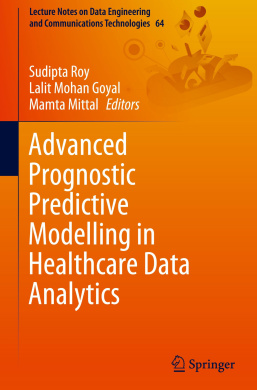 Lecture Notes on Data Engineering
and Communications Technologies 64
Sudipta Roy
Lalit Mohan Goyal
Mamta Mittal Editors
Advanced
Prognostic
Predictive
Modelling in
Healthcare Data
Analytics
Springer